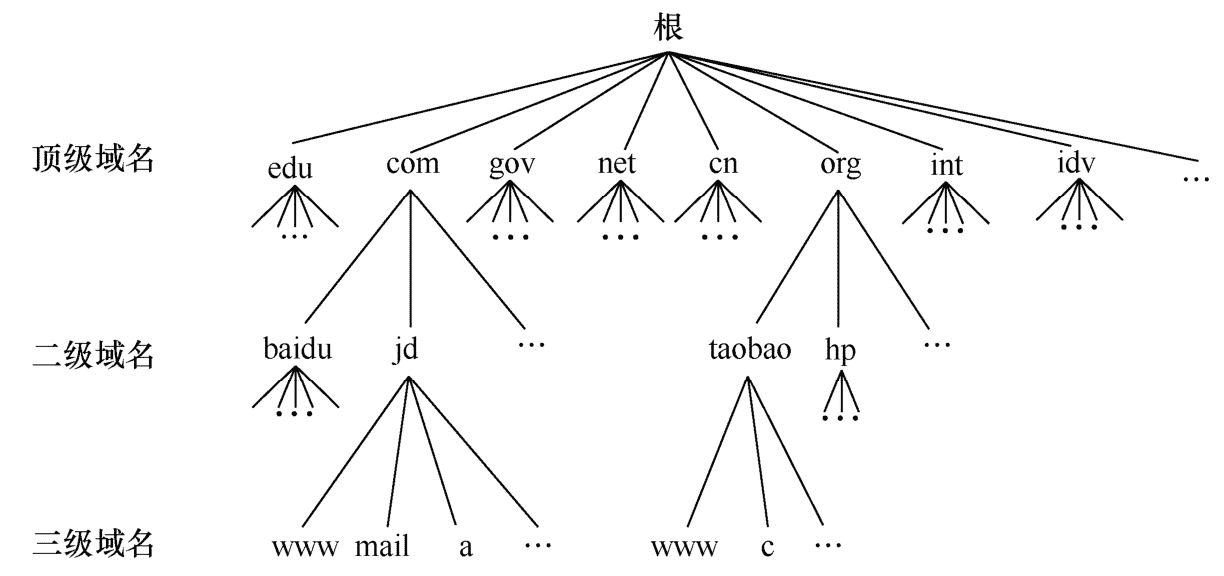 根
顶级域名 edu com gov net cn org int idv …
… … … … … …
二级域名 baidu jd … taobao hp …
… …
三级域名 www mail a … www c …